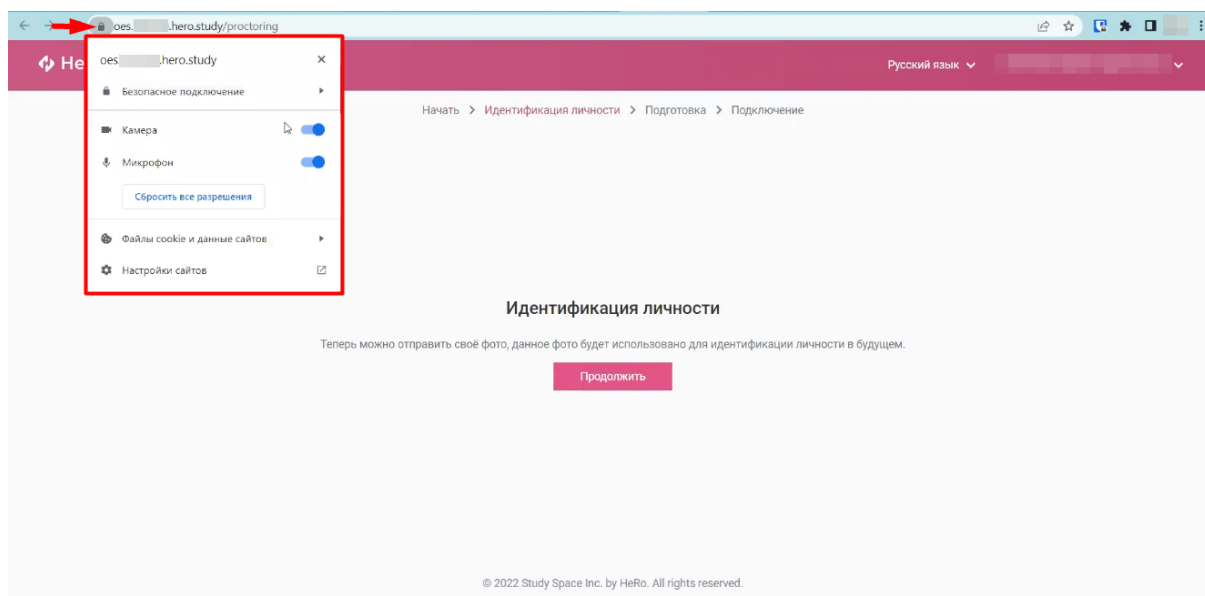 oes. .hero.study/proctoring
He
oes .hero.study
Безопасное подключение
Камера
Микрофон
Сбросить все разрешения
Файлы cookie и данные сайтов
Настройки сайтов
Русский язык
Начать > Идентификация личности > Подготовка > Подключение
Идентификация личности
Теперь можно отправить своё фото, данное фото будет использовано для идентификации личности в будущем.
Продолжить
© 2022 Study Space Inc. by HeRo. All rights reserved.